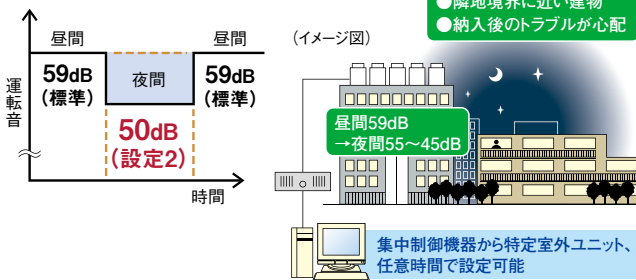 ●隣地境界に近い建物
●納入後のトラブルが心配
昼間
昼間
(イメージ図)
運転音
59dB
(標準)
夜間
59dB
(標準)
50dB
(設定2)
時間
昼間59dB
→夜間55～45dB
集中制御機器から特定室外ユニット、
任意時間で設定可能